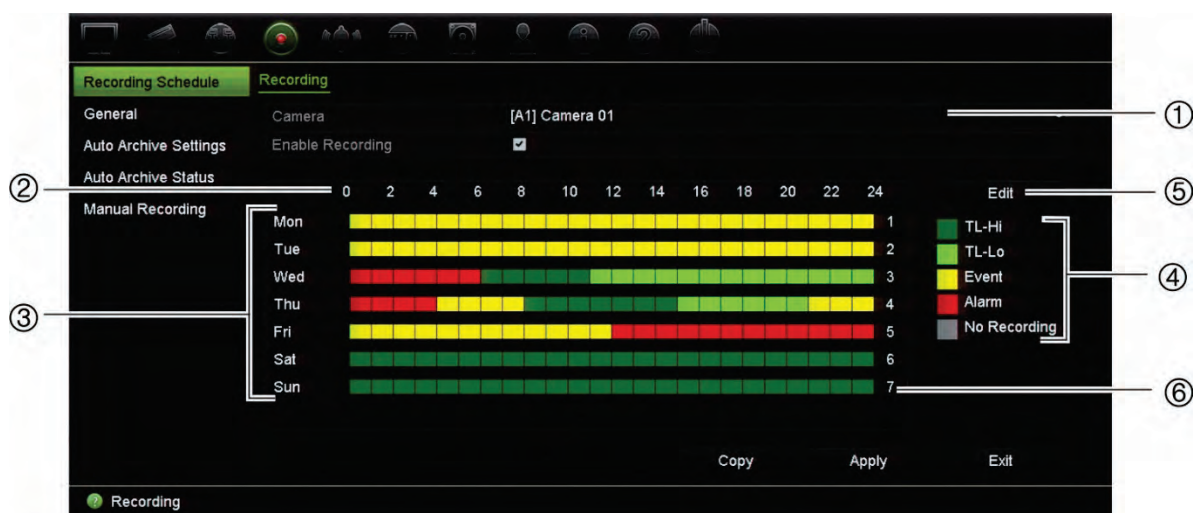 Recording Schedule Recording
General Camera [A1] Camera 01 ①
Auto Archive Settings Enable Recording
Auto Archive Status
② 0 2 4 6 8 10 12 14 16 18 20 22 24 Edit ⑤
Manual Recording
Mon 1 TL-Hi
Tue 2 TL-Lo
Wed 3 Event ④
Thu 4 Alarm
③
Fri 5 No Recording
Sat 6
Sun 7 ⑥
Copy Apply Exit
Recording